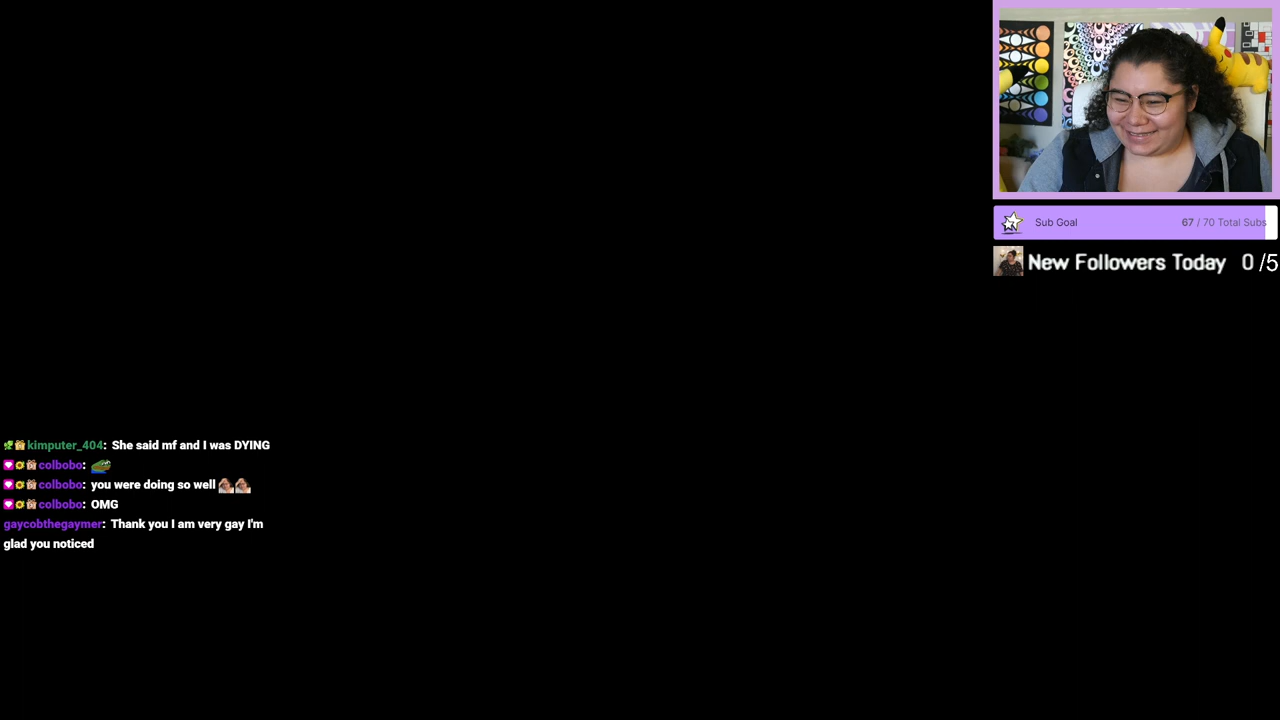 Sub Goal 67 / 70 Total Subs
New Followers Today 0 /5
kimputer_404: She said mf and I was DYING
colbobo:
colbobo: you were doing so well
colbobo: OMG
gaycobthegaymer: Thank you I am very gay I'm
glad you noticed